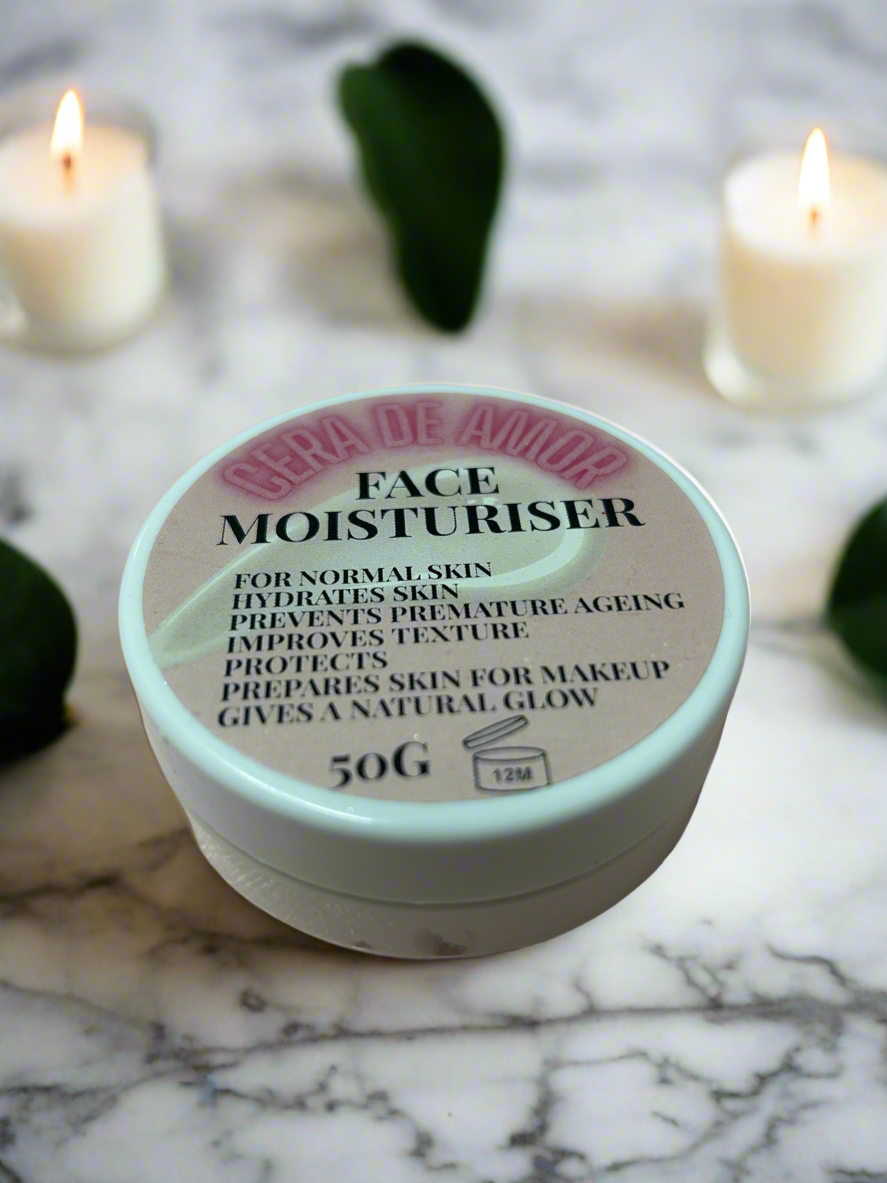 CERA DE AMOR
FACE
MOISTURISER
FOR NORMAL SKIN
HYDRATES SKIN
PREVENTS PREMATURE AGEING
IMPROVES TEXTURE
PROTECTS
PREPARES SKIN FOR MAKEUP
GIVES A NATURAL GLOW
50G
12M